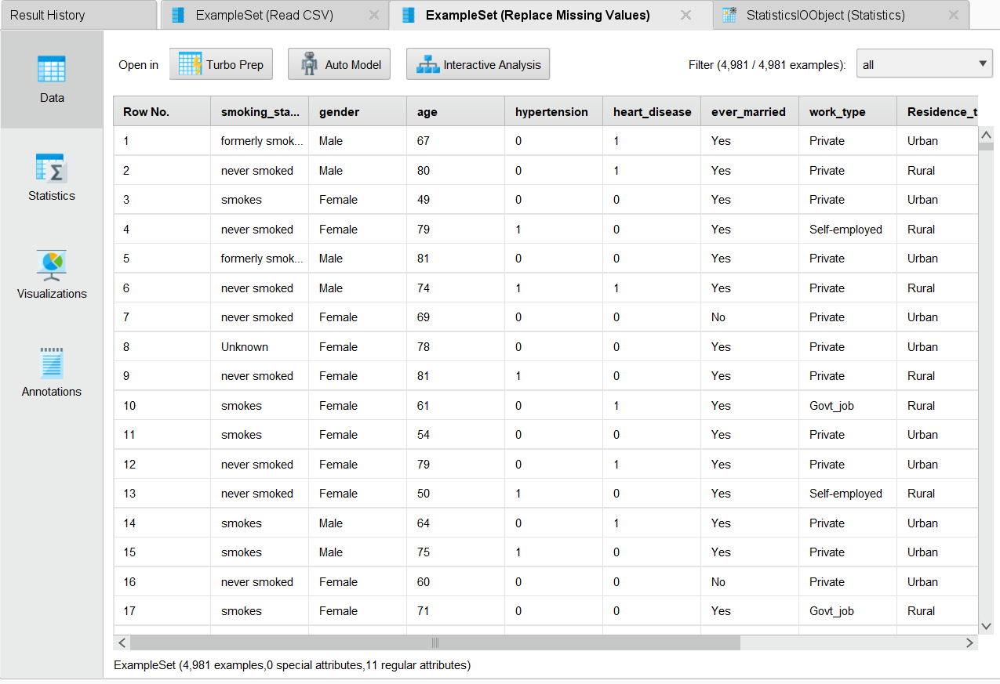 Result History ExampleSet (Read CSV) ExampleSet (Replace Missing Values) StatisticsIOObject (Statistics)
Data
Statistics
Visualizations
Annotations
Open in Turbo Prep Auto Model Interactive Analysis Filter (4,981 / 4,981 examples): all
Row No. smoking_sta... gender age hypertension heart_disease ever_married work_type Residence_t
1 formerly smok... Male 67 0 1 Yes Private Urban
2 never smoked Male 80 0 1 Yes Private Rural
3 smokes Female 49 0 0 Yes Private Urban
4 never smoked Female 79 1 0 Yes Self-employed Rural
5 formerly smok... Male 81 0 0 Yes Private Urban
6 never smoked Male 74 1 1 Yes Private Rural
7 never smoked Female 69 0 0 No Private Urban
8 Unknown Female 78 0 0 Yes Private Urban
9 never smoked Female 81 1 0 Yes Private Rural
10 smokes Female 61 0 1 Yes Govt_job Rural
11 smokes Female 54 0 0 Yes Private Urban
12 never smoked Female 79 0 1 Yes Private Urban
13 never smoked Female 50 1 0 Yes Self-employed Rural
14 smokes Male 64 0 1 Yes Private Urban
15 smokes Male 75 1 0 Yes Private Urban
16 never smoked Female 60 0 0 No Private Urban
17 smokes Female 71 0 0 Yes Govt_job Rural
ExampleSet (4,981 examples,0 special attributes,11 regular attributes)